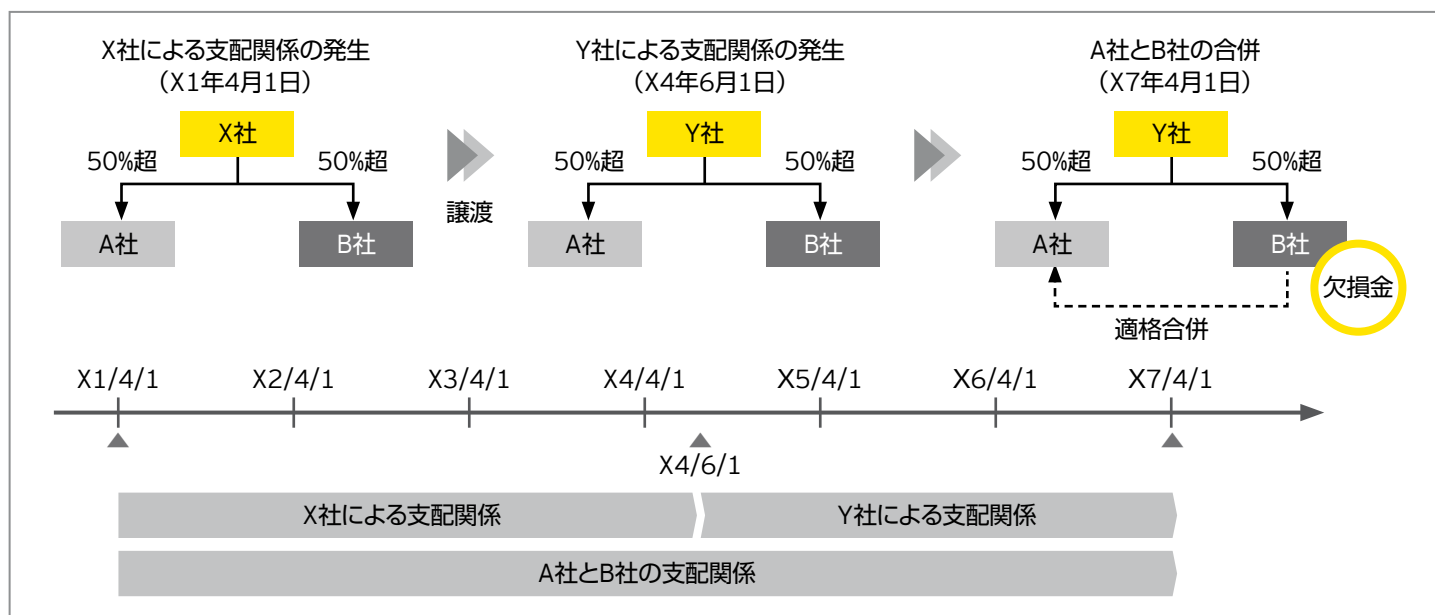 X社による支配関係の発生
(X1年4月1日)
X社
50%超
50%超
A社
B社
譲渡
Y社による支配関係の発生
(X4年6月1日)
Y社
50%超
50%超
A社
B社
A社とB社の合併
(X7年4月1日)
Y社
50%超
50%超
A社
B社
欠損金
適格合併
X1/4/1
X2/4/1
X3/4/1
X4/4/1
X5/4/1
X6/4/1
X7/4/1
X4/6/1
X社による支配関係
Y社による支配関係
A社とB社の支配関係